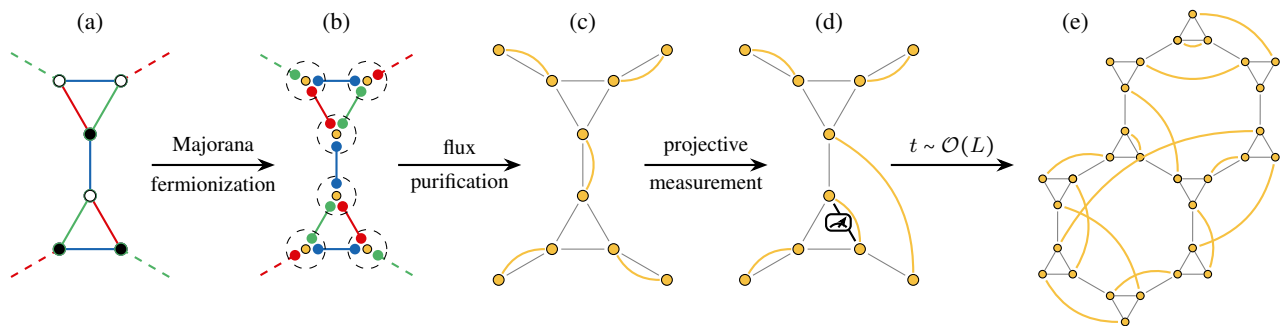 (a)
(b)
(c)
(d)
(e)
Majorana
fermionization
flux
purification
projective
measurement
t ~ 𝒪(L)